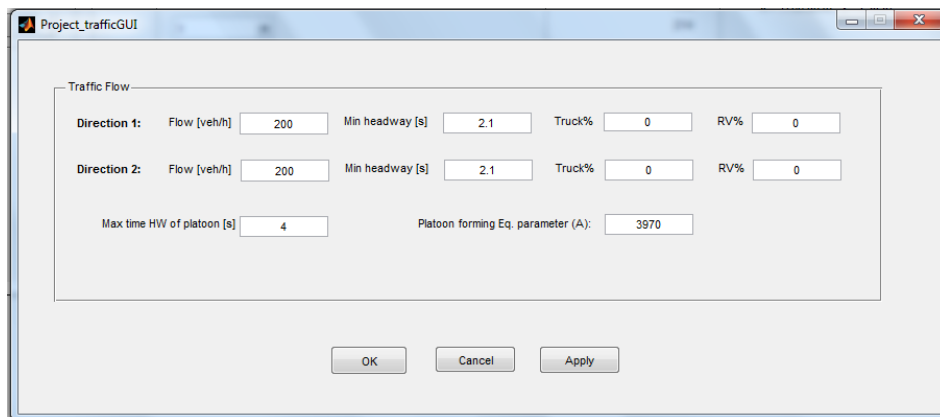 Project_trafficGUI
Traffic Flow
Direction 1: Flow [veh/h] 200 Min headway [s] 2.1 Truck% 0 RV% 0
Direction 2: Flow [veh/h] 200 Min headway [s] 2.1 Truck% 0 RV% 0
Max time HW of platoon [s] 4 Platoon forming Eq. parameter (A): 3970
OK Cancel Apply